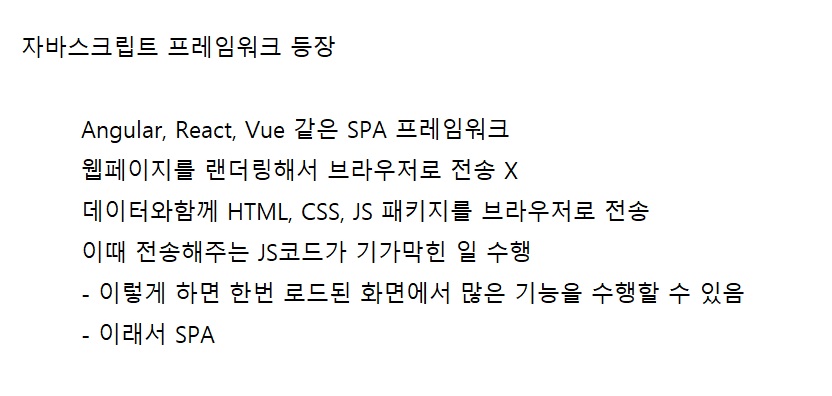 자바스크립트 프레임워크 등장
Angular, React, Vue 같은 SPA 프레임워크
웹페이지를 랜더링해서 브라우저로 전송 X
데이터와함께 HTML, CSS, JS 패키지를 브라우저로 전송
이때 전송해주는 JS코드가 기가막힌 일 수행
- 이렇게 하면 한번 로드된 화면에서 많은 기능을 수행할 수 있음
- 이래서 SPA